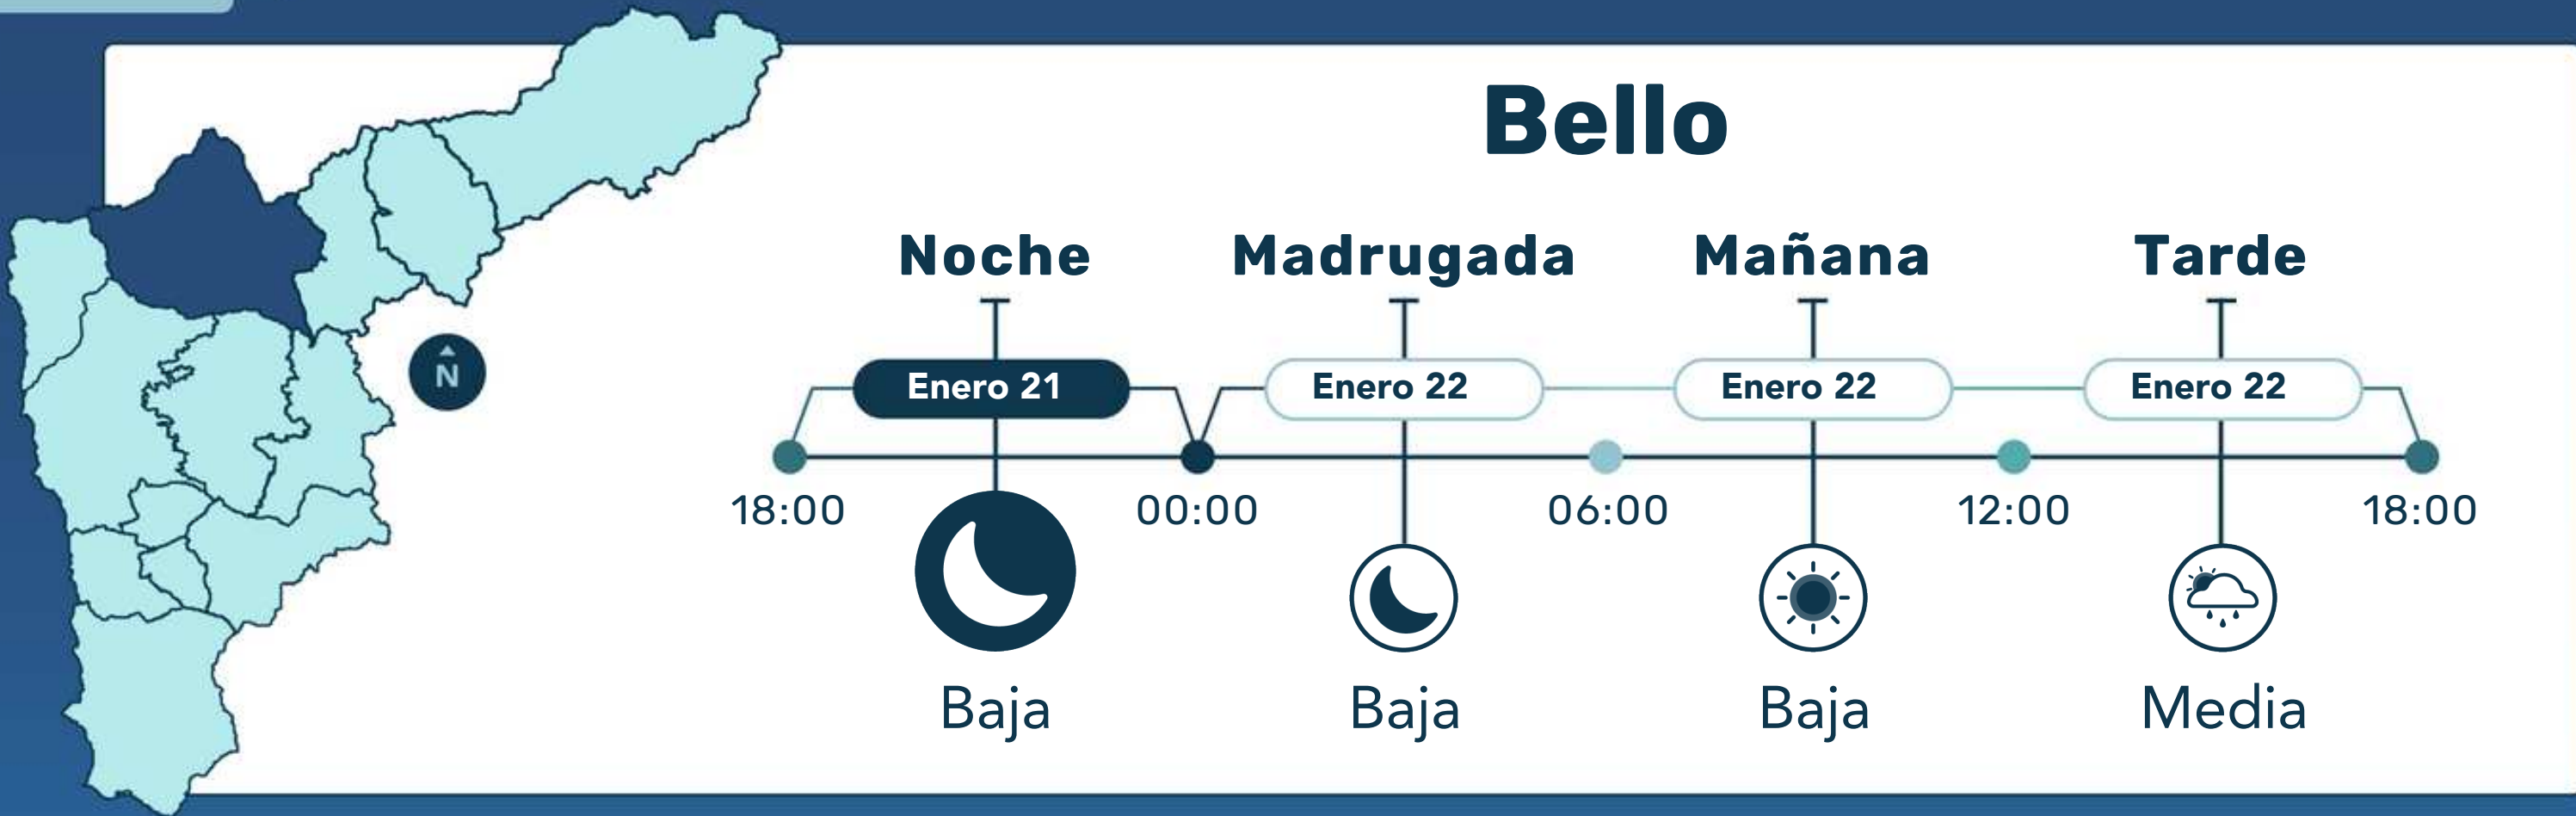 Bello
Noche
Madrugada
Mañana
Tarde
Enero 21
Enero 22
Enero 22
Enero 22
N
18:00
00:00
06:00
12:00
18:00
Baja
Baja
Baja
Media